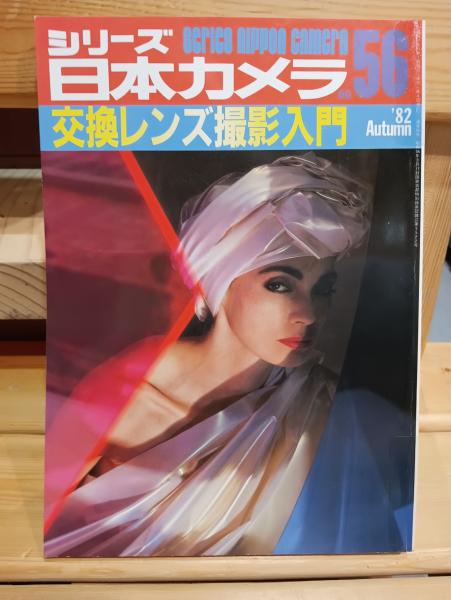 シリーズ serice nippon camera
日本カメラ no.56
交換レンズ撮影入門 '82
Autumn